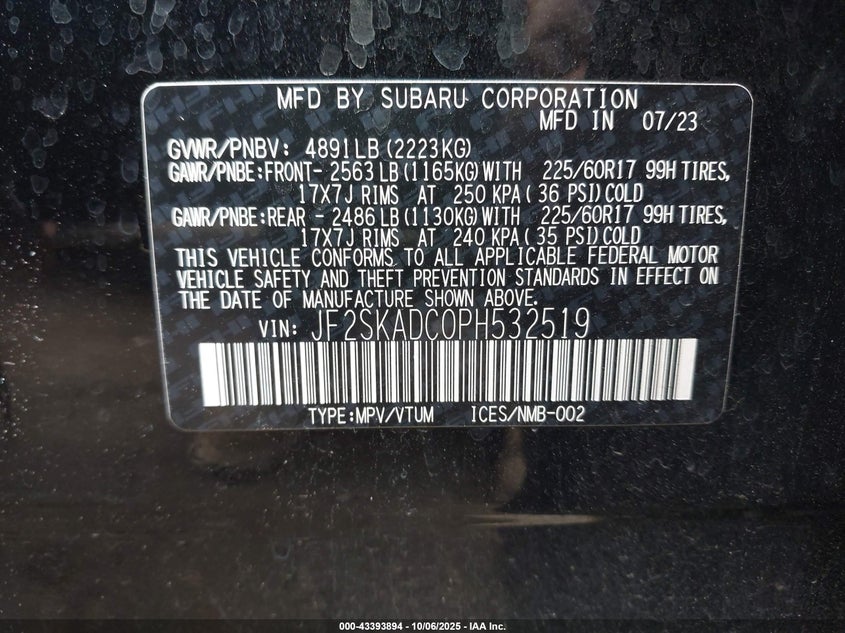 MFD BY SUBARU CORPORATION
MFD IN 07/23
GVWR/PNBV: 4891LB (2223KG)
GAWR/PNBE:FRONT- 2563LB (1165KG)WITH 225/60R17 99H TIRES,
17X7J RIMS AT 250 KPA( 36 PSI)COLD
GAWR/PNBE:REAR - 2486LB (1130KG)WITH 225/60R17 99H TIRES,
17X7J RIMS AT 240 KPA( 35 PSI)COLD
THIS VEHICLE CONFORMS TO ALL APPLICABLE FEDERAL MOTOR
VEHICLE SAFETY AND THEFT PREVENTION STANDARDS IN EFFECT ON
THE DATE OF MANUFACTURE SHOWN ABOVE.
VIN: JF2SKADC0PH532519
TYPE:MPV/VTUM ICES/NMB-002
000-43393894 - 10/06/2025 - IAA Inc.